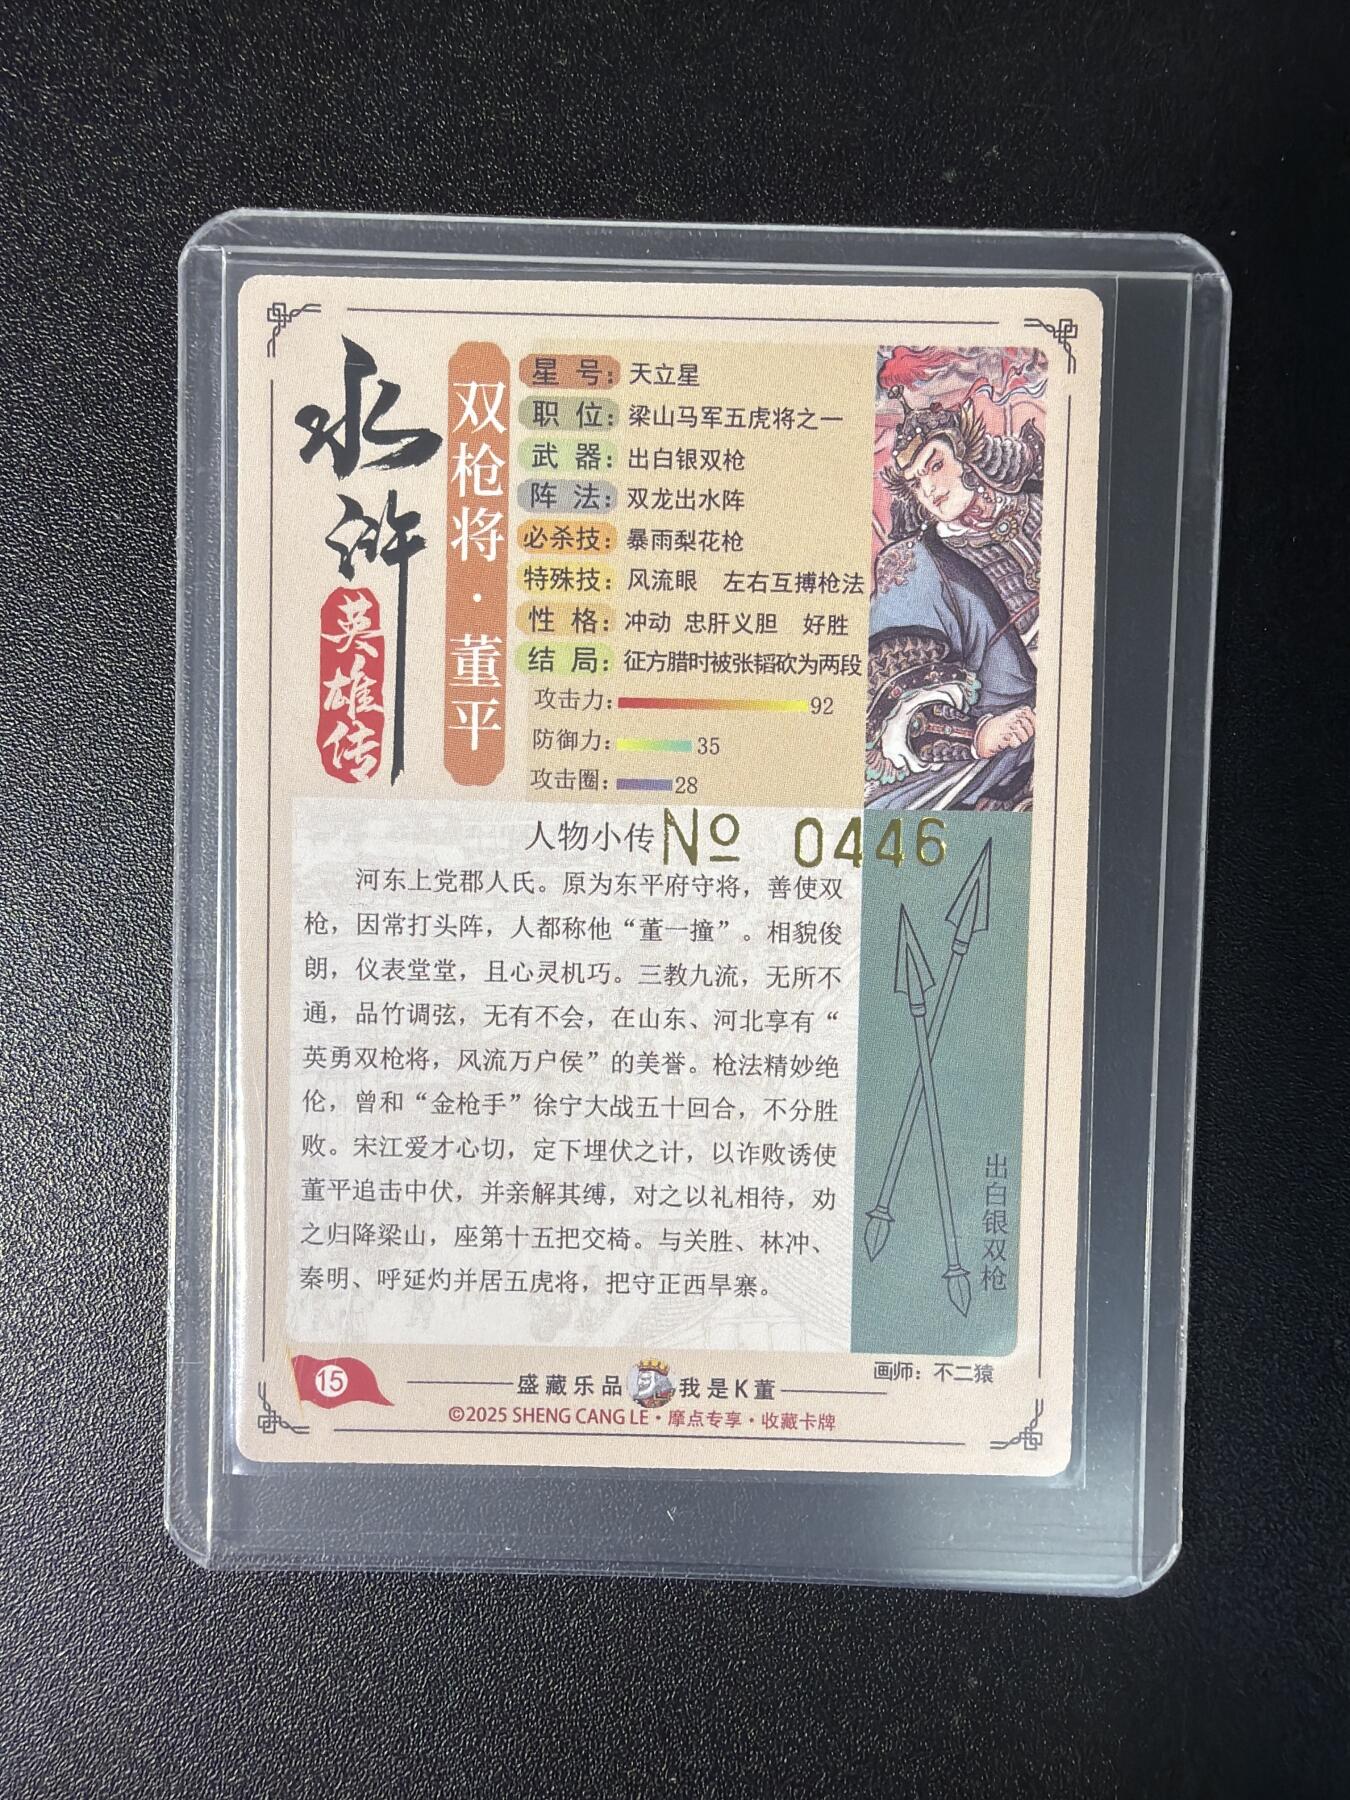 水浒
英雄传
双枪将·董平
星号：天立星
职位：梁山马军五虎将之一
武器：出白银双枪
阵法：双龙出水阵
必杀技：暴雨梨花枪
特殊技：风流眼 左右互搏枪法
性格：冲动 忠肝义胆 好胜
结局：征方腊时被张韬砍为两段
攻击力：92
防御力：35
攻击圈：28
人物小传
№ 0446
河东上党郡人氏。原为东平府守将，善使双
枪，因常打头阵，人都称他“董一撞”。相貌俊
朗，仪表堂堂，且心灵机巧。三教九流，无所不
通，品竹调弦，无有不会，在山东、河北享有“
英勇双枪将，风流万户侯”的美誉。枪法精妙绝
伦，曾和“金枪手”徐宁大战五十回合，不分胜
败。宋江爱才心切，定下埋伏之计，以诈败诱使
董平追击中伏，并亲解其缚，对之以礼相待，劝
之归降梁山，座第十五把交椅。与关胜、林冲、
秦明、呼延灼并居五虎将，把守正西旱寨。
出白银双枪
15
盛藏乐品 我是K董
画师：不二猿
©2025 SHENG CANG LE·摩点专享·收藏卡牌